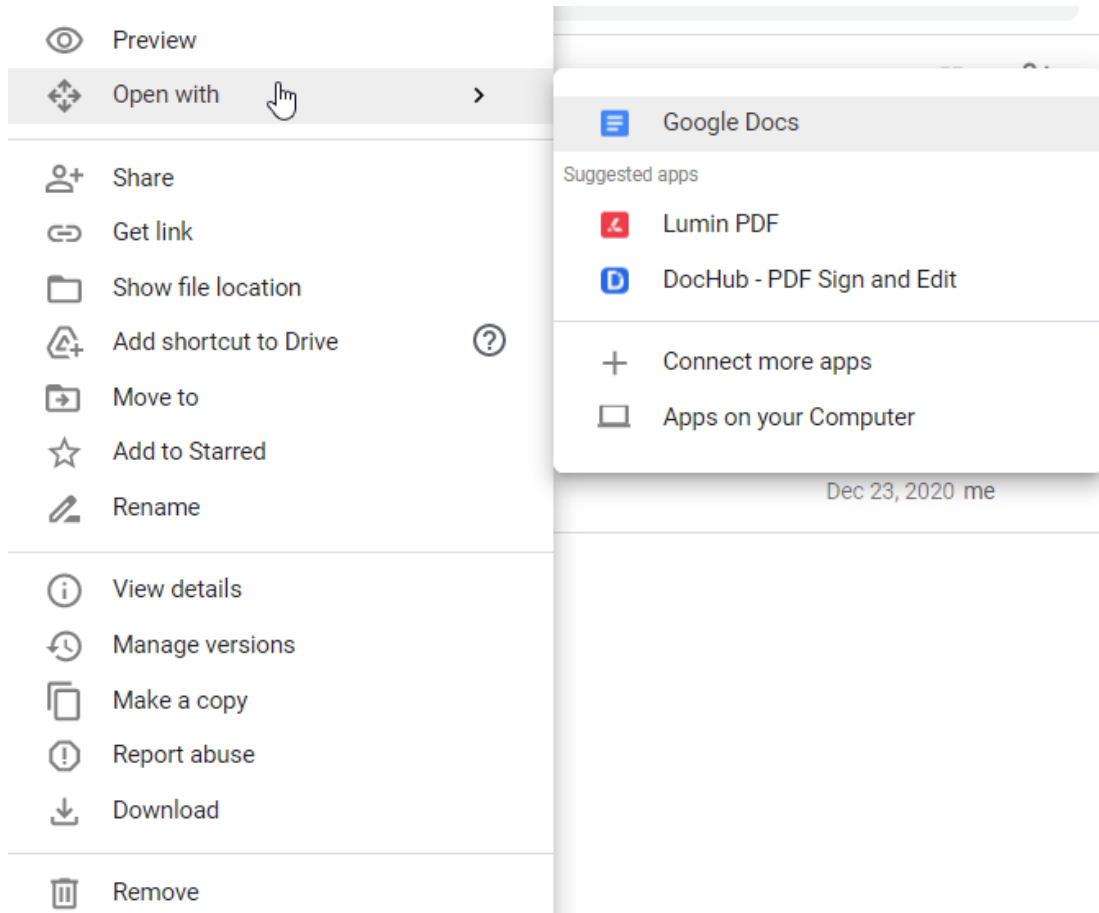 Preview
Open with
Share
Get link
Show file location
Add shortcut to Drive
Move to
Add to Starred
Rename
View details
Manage versions
Make a copy
Report abuse
Download
Remove
Google Docs
Suggested apps
Lumin PDF
DocHub - PDF Sign and Edit
Connect more apps
Apps on your Computer
Dec 23, 2020 me